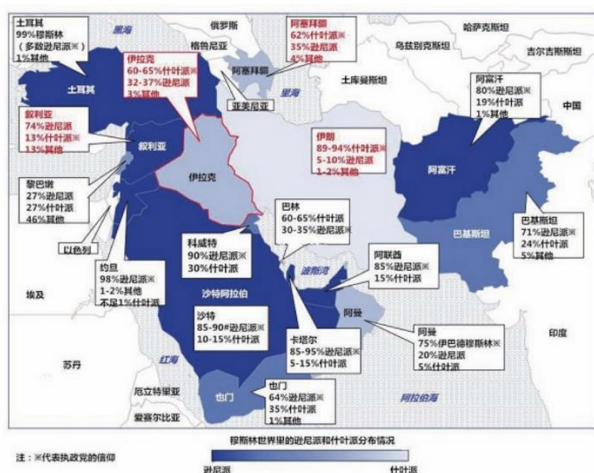 土耳其
99%穆斯林
(多数逊尼派※)
1%其他
黑海
俄罗斯
格鲁尼亚
阿塞拜疆
62%什叶派※
35%逊尼派
4%其他
哈萨克斯坦
乌兹别克斯坦
吉尔吉斯斯坦
土耳其
伊拉克
60-65%什叶派※
32-37%逊尼派
3%其他
阿塞拜疆
里海
土库曼斯坦
亚美尼亚
阿富汗
80%逊尼派※
19%什叶派
1%其他
中国
叙利亚
74%逊尼派
13%什叶派※
13%其他
叙利亚
伊拉克
伊朗
89-94%什叶派※
5-10%逊尼派
1-2%其他
阿富汗
黎巴嫩
27%逊尼派
27%什叶派
46%其他
巴林
60-65%什叶派
30-35%逊尼派
巴基斯坦
巴基斯坦
71%逊尼派※
24%什叶派
5%其他
以色列
科威特
90%逊尼派※
30%什叶派
波斯湾
阿联酋
85%逊尼派※
15%什叶派
约旦
98%逊尼派※
1-2%其他
不足1%什叶派
埃及
沙特阿拉伯
沙特
85-90#逊尼派※
10-15%什叶派
卡塔尔
85-95%逊尼派※
5-15%什叶派
阿曼
阿曼
75%伊巴德穆斯林※
20%逊尼派
5%什叶派
印度
苏丹
红海
厄立特里亚
爱塞尔比亚
也门
也门
64%逊尼派※
35%什叶派
1%其他
阿拉伯海
穆斯林世界里的逊尼派和什叶派分布情况
注:※代表执政党的信仰
逊尼派
什叶派